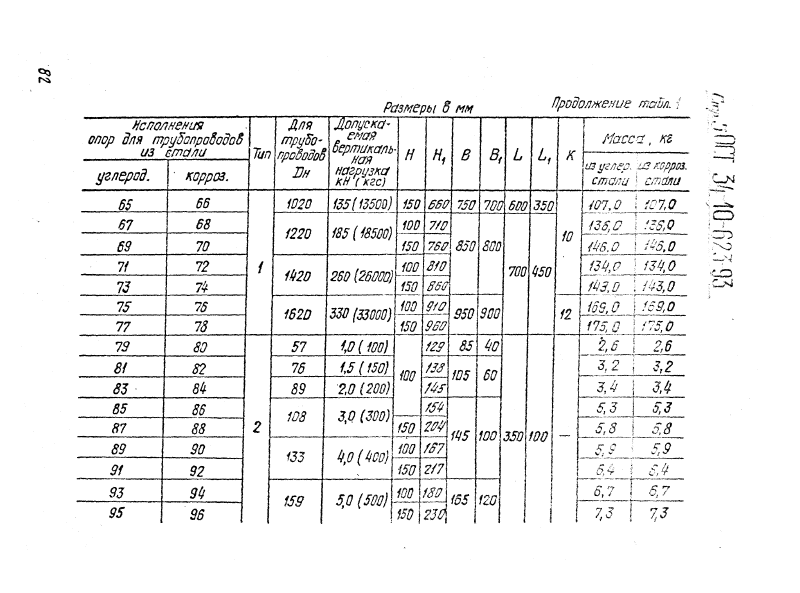 82
Размеры в мм
Продолжение табл. 1
Исполнения опор для трубопроводов из стали | Тип | Для трубопроводов Dн | Допускаемая вертикальная нагрузка кН (кгс) | H | H₁ | B | B₁ | L | L₁ | K | Масса, кг
углерод. | корроз. | из углер. стали | из корроз. стали
65 | 66 | 1 | 1020 | 135 (13500) | 150 | 660 | 750 | 700 | 600 | 350 | 10 | 107,0 | 107,0
67 | 68 | 1220 | 185 (18500) | 100 | 710 | 850 | 800 | 700 | 450 | 136,0 | 136,0
69 | 70 | 150 | 760 | 146,0 | 146,0
71 | 72 | 1420 | 260 (26000) | 100 | 810 | 134,0 | 134,0
73 | 74 | 150 | 860 | 143,0 | 143,0
75 | 76 | 1620 | 330 (33000) | 100 | 910 | 950 | 900 | 12 | 169,0 | 169,0
77 | 78 | 150 | 960 | 175,0 | 175,0
79 | 80 | 2 | 57 | 1,0 (100) | 100 | 129 | 85 | 40 | 350 | 100 | — | 2,6 | 2,6
81 | 82 | 76 | 1,5 (150) | 138 | 105 | 60 | 3,2 | 3,2
83 | 84 | 89 | 2,0 (200) | 145 | 3,4 | 3,4
85 | 86 | 108 | 3,0 (300) | 154 | 145 | 100 | 5,3 | 5,3
87 | 88 | 150 | 204 | 5,8 | 5,8
89 | 90 | 133 | 4,0 (400) | 100 | 167 | 5,9 | 5,9
91 | 92 | 150 | 217 | 6,4 | 6,4
93 | 94 | 159 | 5,0 (500) | 100 | 180 | 165 | 120 | 6,7 | 6,7
95 | 96 | 150 | 230 | 7,3 | 7,3
ОСТ 34-10-623-93